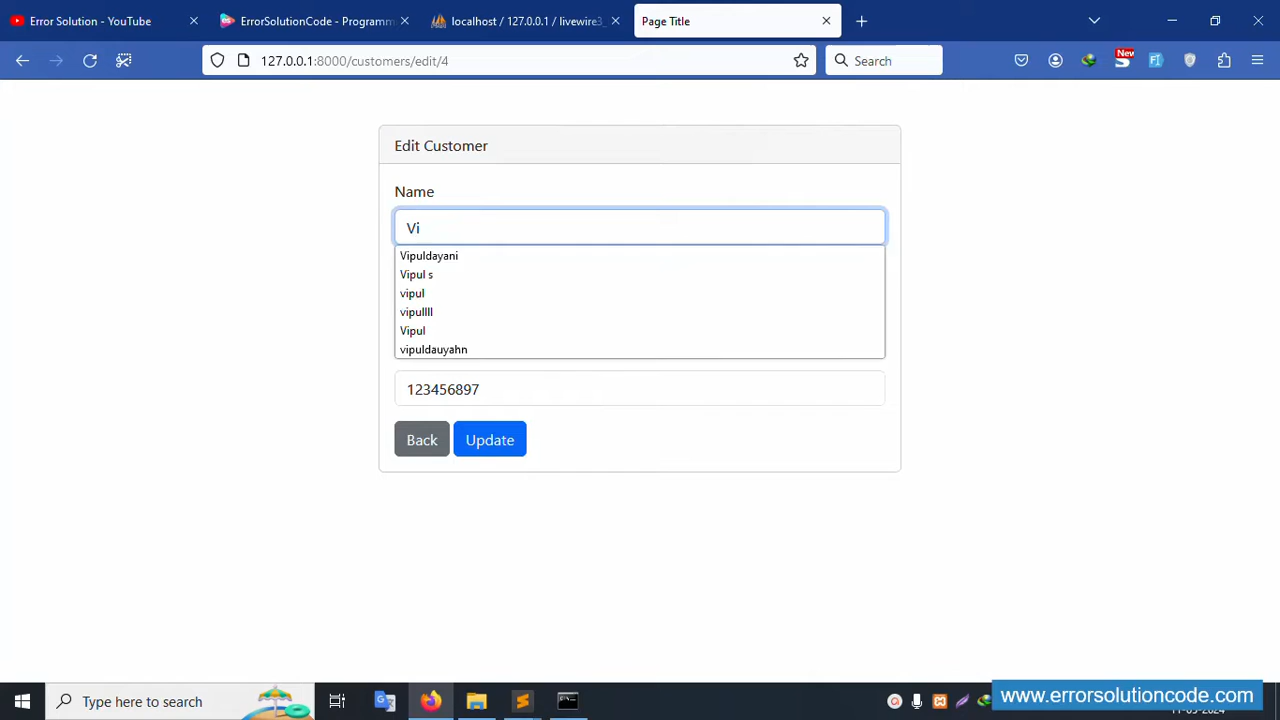 Error Solution - YouTube
ErrorSolutionCode - Programm
localhost / 127.0.0.1 / livewire3
Page Title
127.0.0.1:8000/customers/edit/4
Search
New
Edit Customer
Name
Vi
Vipuldayani
Vipul s
vipul
vipullll
Vipul
vipuldauyahn
123456897
Back
Update
Type here to search
www.errorsolutioncode.com